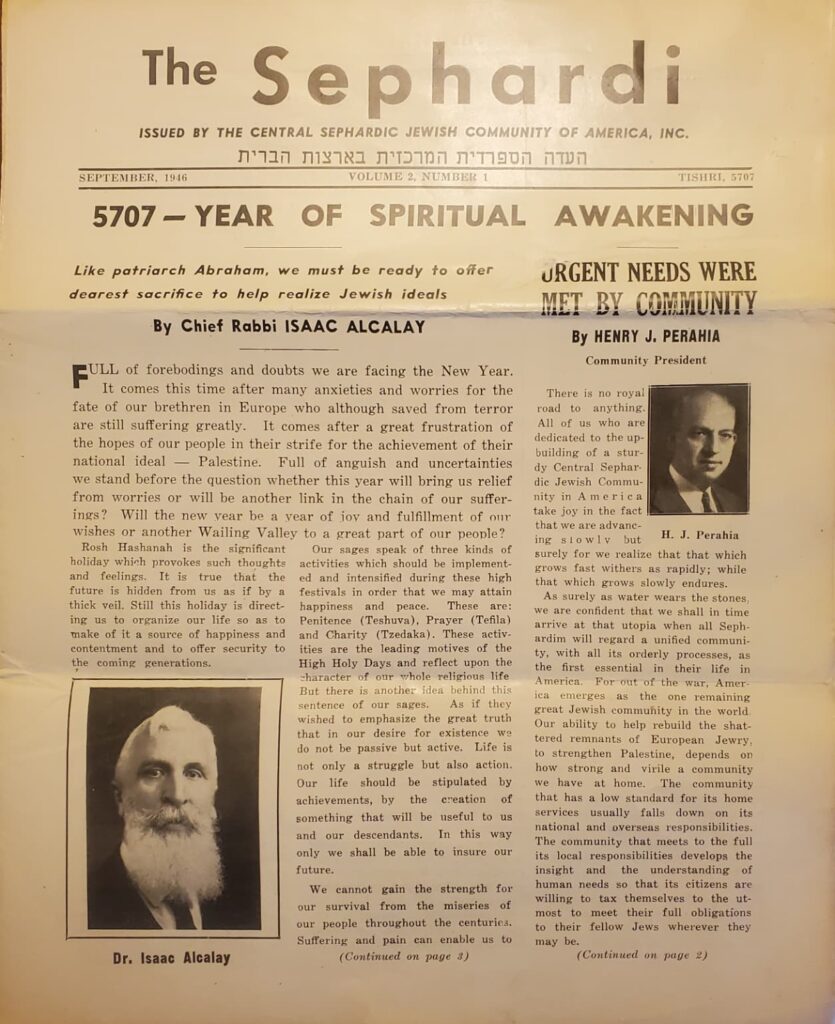 The Sephardi
ISSUED BY THE CENTRAL SEPHARDIC JEWISH COMMUNITY OF AMERICA, INC.
העדה הספרדית המרכזית בארצות הברית
SEPTEMBER, 1946 VOLUME 2, NUMBER 1 TISHRI, 5707
5707 — YEAR OF SPIRITUAL AWAKENING
Like patriarch Abraham, we must be ready to offer
dearest sacrifice to help realize Jewish ideals
By Chief Rabbi ISAAC ALCALAY
FULL of forebodings and doubts we are facing the New Year.
It comes this time after many anxieties and worries for the
fate of our brethren in Europe who although saved from terror
are still suffering greatly. It comes after a great frustration of
the hopes of our people in their strife for the achievement of their
national ideal — Palestine. Full of anguish and uncertainties
we stand before the question whether this year will bring us relief
from worries or will be another link in the chain of our suffer-
ings? Will the new year be a year of joy and fulfillment of our
wishes or another Wailing Valley to a great part of our people?
Rosh Hashanah is the significant
holiday which provokes such thoughts
and feelings. It is true that the
future is hidden from us as if by a
thick veil. Still this holiday is direct-
ing us to organize our life so as to
make of it a source of happiness and
contentment and to offer security to
the coming generations.
Dr. Isaac Alcalay
Our sages speak of three kinds of
activities which should be implement-
ed and intensified during these high
festivals in order that we may attain
happiness and peace. These are:
Penitence (Teshuva), Prayer (Tefila)
and Charity (Tzedaka). These activ-
ities are the leading motives of the
High Holy Days and reflect upon the
character of our whole religious life
But there is another idea behind this
sentence of our sages. As if they
wished to emphasize the great truth
that in our desire for existence we
do not be passive but active. Life is
not only a struggle but also action.
Our life should be stipulated by
achievements, by the creation of
something that will be useful to us
and our descendants. In this way
only we shall be able to insure our
future.
We cannot gain the strength for
our survival from the miseries of
our people throughout the centuries.
Suffering and pain can enable us to
(Continued on page 3)
URGENT NEEDS WERE
MET BY COMMUNITY
By HENRY J. PERAHIA
Community President
There is no royal
road to anything.
All of us who are
dedicated to the up-
building of a stur-
dy Central Sephar-
dic Jewish Commu-
nity in America
take joy in the fact
that we are advanc-
ing slowly but
H. J. Perahia
surely for we realize that that which
grows fast withers as rapidly; while
that which grows slowly endures.
As surely as water wears the stones,
we are confident that we shall in time
arrive at that utopia when all Seph-
ardim will regard a unified communi-
ty, with all its orderly processes, as
the first essential in their life in
America. For out of the war, Amer-
ica emerges as the one remaining
great Jewish community in the world.
Our ability to help rebuild the shat-
tered remnants of European Jewry,
to strengthen Palestine, depends on
how strong and virile a community
we have at home. The community
that has a low standard for its home
services usually falls down on its
national and overseas responsibilities.
The community that meets to the full
its local responsibilities develops the
insight and the understanding of
human needs so that its citizens are
willing to tax themselves to the ut-
most to meet their full obligations
to their fellow Jews wherever they
may be.
(Continued on page 2)